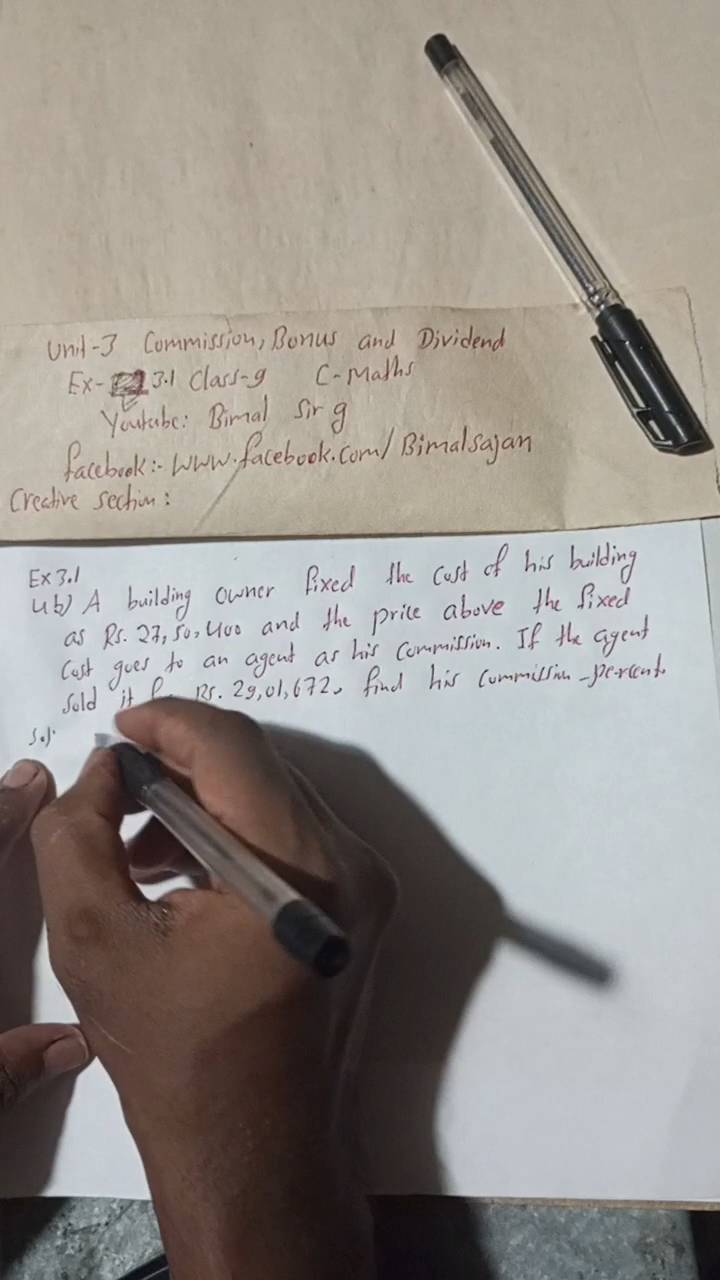 Unit-3 Commission, Bonus and Dividend
Ex- 3.1 Class-9 C-Maths
Youtube: Bimal Sir g
facebook:- www.facebook.com/Bimalsajan
Creative section:
Ex 3.1
4b) A building owner fixed the cost of his building
as Rs. 27,50,400 and the price above the fixed
cost goes to an agent as his commission. If the agent
sold it Rs. 29,01,672, find his commission-percent.
Soln